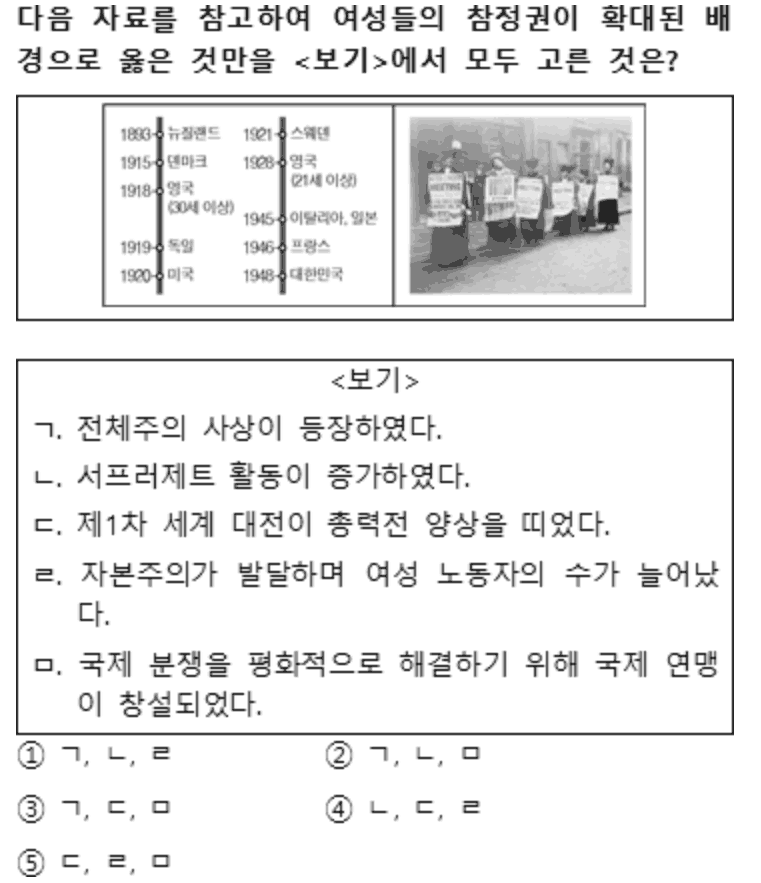 다음 자료를 참고하여 여성들의 참정권이 확대된 배
경으로 옳은 것만을 <보기>에서 모두 고른 것은?
1893 뉴질랜드
1915 덴마크
1918 영국
(30세 이상)
1919 독일
1920 미국
1921 스웨덴
1928 영국
(21세 이상)
1945 이탈리아, 일본
1946 프랑스
1948 대한민국
<보기>
ㄱ. 전체주의 사상이 등장하였다.
ㄴ. 서프러제트 활동이 증가하였다.
ㄷ. 제1차 세계 대전이 총력전 양상을 띠었다.
ㄹ. 자본주의가 발달하며 여성 노동자의 수가 늘어났
다.
ㅁ. 국제 분쟁을 평화적으로 해결하기 위해 국제 연맹
이 창설되었다.
① ㄱ, ㄴ, ㄹ
② ㄱ, ㄴ, ㅁ
③ ㄱ, ㄷ, ㅁ
④ ㄴ, ㄷ, ㄹ
⑤ ㄷ, ㄹ, ㅁ